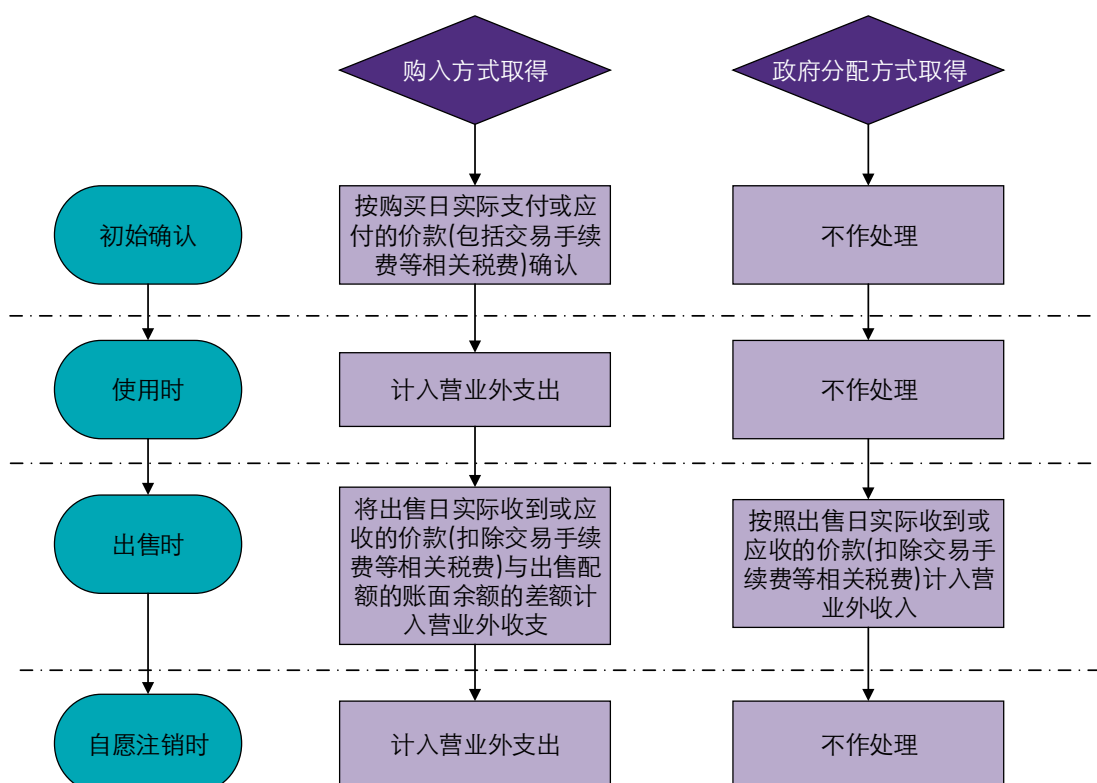 购入方式取得
政府分配方式取得
初始确认
按购买日实际支付或应
付的价款(包括交易手续
费等相关税费)确认
不作处理
使用时
计入营业外支出
不作处理
出售时
将出售日实际收到或应
收的价款(扣除交易手续
费等相关税费)与出售配
额的账面余额的差额计
入营业外收支
按照出售日实际收到或
应收的价款(扣除交易手
续费等相关税费)计入营
业外收入
自愿注销时
计入营业外支出
不作处理